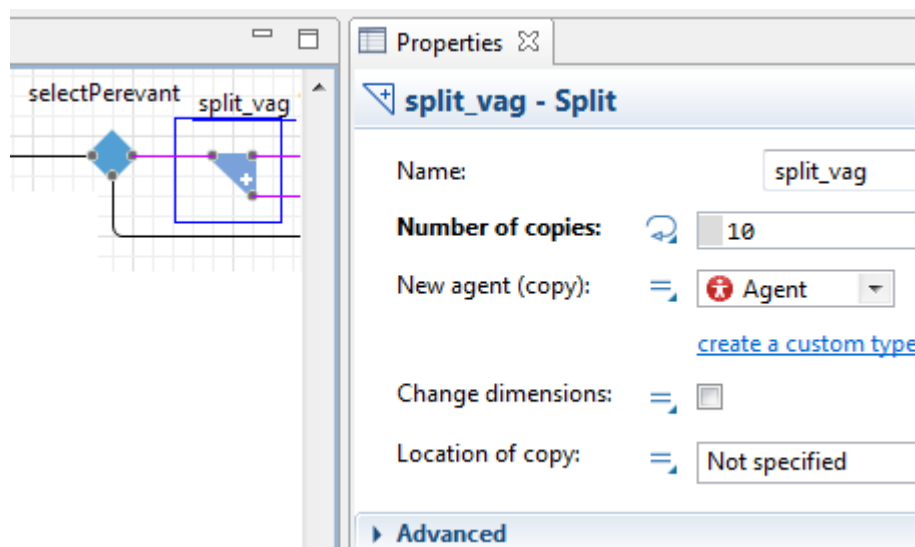 selectPerevant
split_vag
Properties
split_vag - Split
Name:
split_vag
Number of copies:
10
New agent (copy):
Agent
create a custom type
Change dimensions:
Location of copy:
Not specified
Advanced